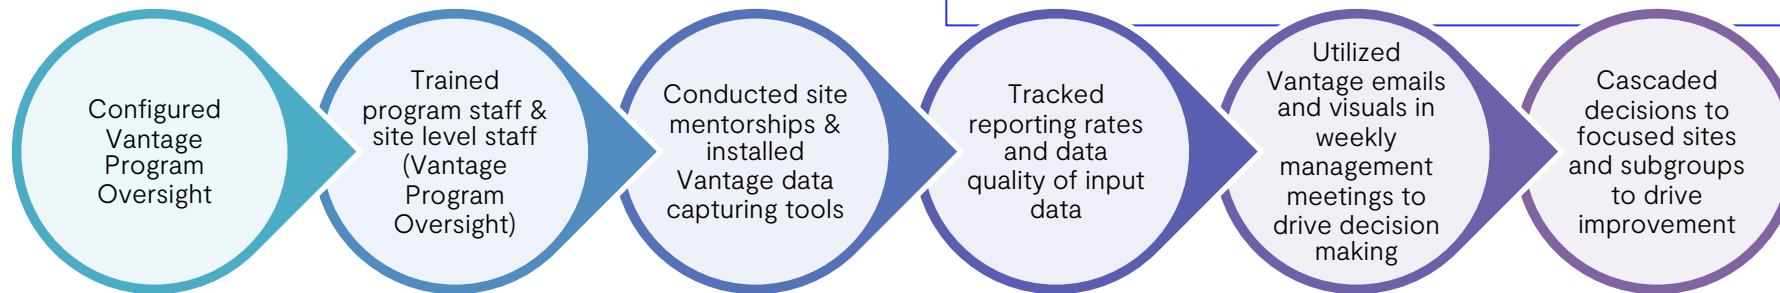 Configured
Vantage
Program
Oversight
Trained
program staff &
site level staff
(Vantage
Program
Oversight)
Conducted site
mentorships &
installed
Vantage data
capturing tools
Tracked
reporting rates
and data
quality of input
data
Utilized
Vantage emails
and visuals in
weekly
management
meetings to
drive decision
making
Cascaded
decisions to
focused sites
and subgroups
to drive
improvement